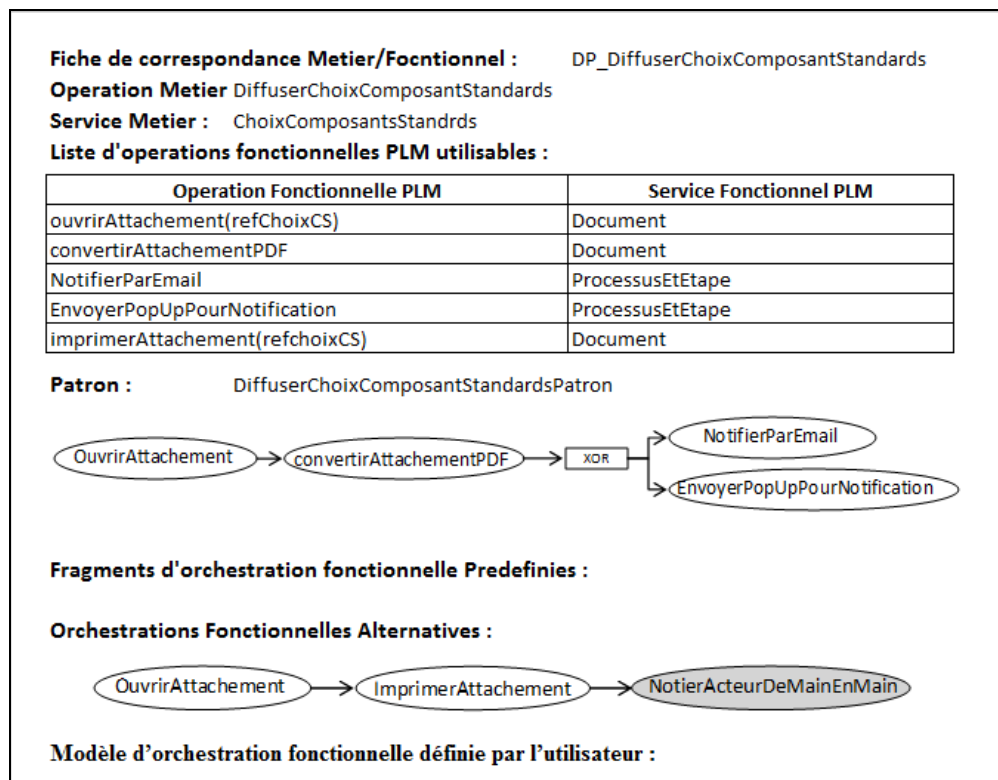 Fiche de correspondance Metier/Focntionnel : DP_DiffuserChoixComposantStandards
Operation Metier DiffuserChoixComposantStandards
Service Metier : ChoixComposantsStandrds
Liste d'operations fonctionnelles PLM utilisables :
Operation Fonctionnelle PLM Service Fonctionnel PLM
ouvrirAttachement(refChoixCS) Document
convertirAttachementPDF Document
NotifierParEmail ProcessusEtEtape
EnvoyerPopUpPourNotification ProcessusEtEtape
imprimerAttachement(refchoixCS) Document
Patron : DiffuserChoixComposantStandardsPatron
NotifierParEmail
OuvrirAttachement convertirAttachementPDF XOR
EnvoyerPopUpPourNotification
Fragments d'orchestration fonctionnelle Predefinies :
Orchestrations Fonctionnelles Alternatives :
OuvrirAttachement ImprimerAttachement NotierActeurDeMainEnMain
Modèle d'orchestration fonctionnelle définie par l'utilisateur :